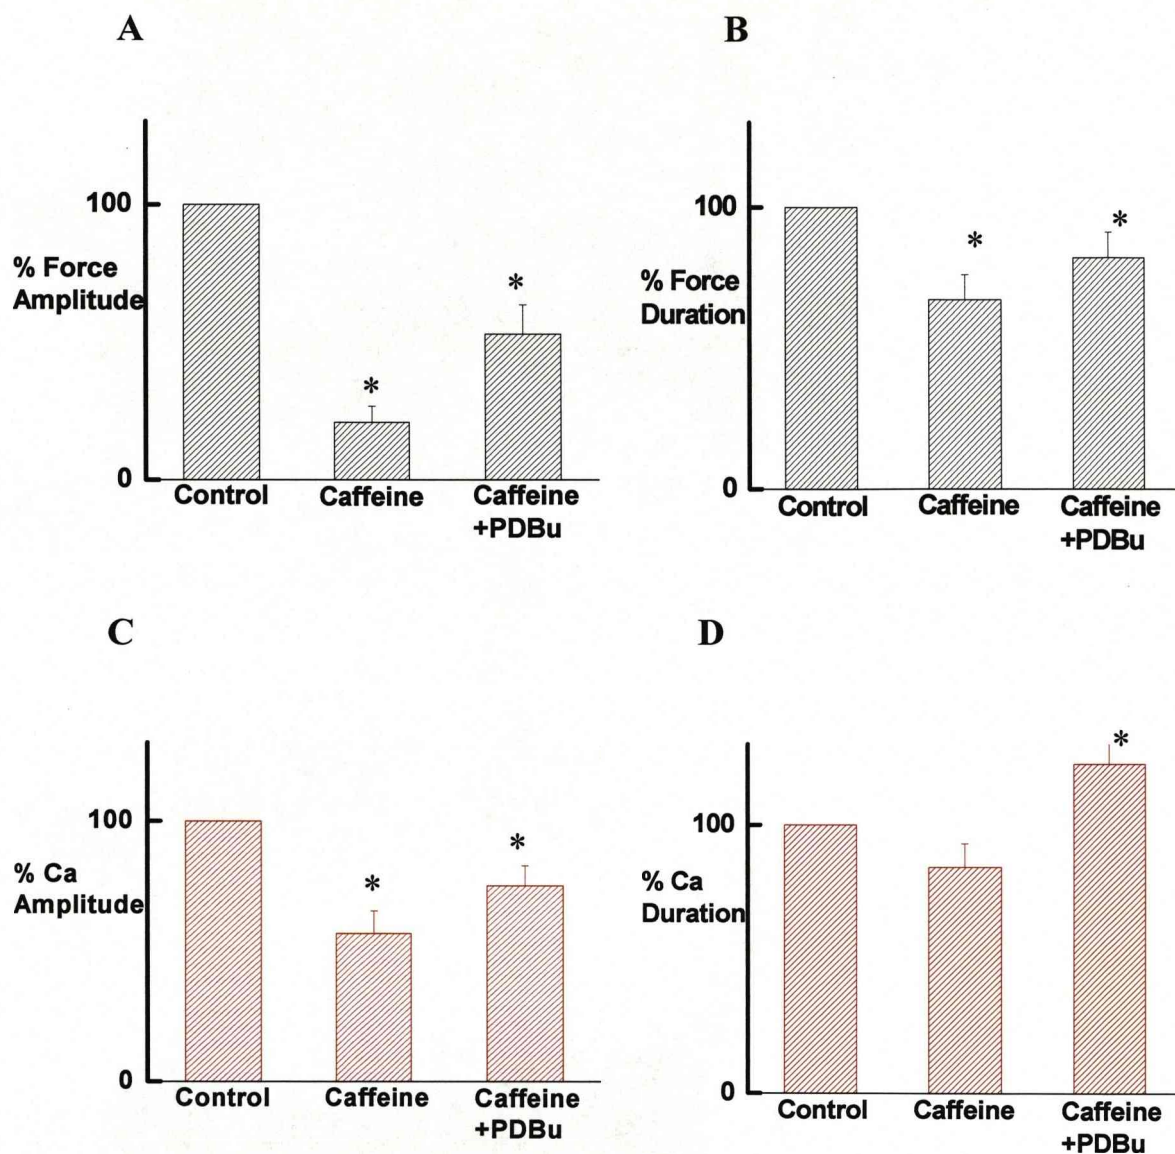 A
100
% Force
Amplitude
*
*
0
Control
Caffeine
Caffeine
+PDBu
B
100
% Force
Duration
*
*
0
Control
Caffeine
Caffeine
+PDBu
C
100
% Ca
Amplitude
*
*
0
Control
Caffeine
Caffeine
+PDBu
D
*
100
% Ca
Duration
0
Control
Caffeine
Caffeine
+PDBu